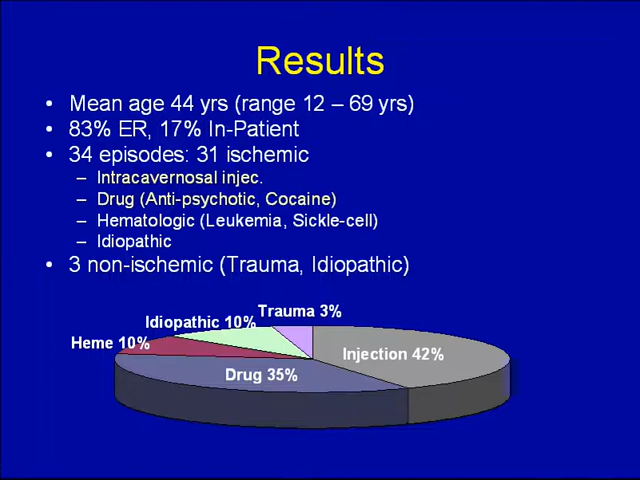 Results
• Mean age 44 yrs (range 12 – 69 yrs)
• 83% ER, 17% In-Patient
• 34 episodes: 31 ischemic
– Intracavernosal injec.
– Drug (Anti-psychotic, Cocaine)
– Hematologic (Leukemia, Sickle-cell)
– Idiopathic
• 3 non-ischemic (Trauma, Idiopathic)
Trauma 3%
Idiopathic 10%
Heme 10%
Injection 42%
Drug 35%